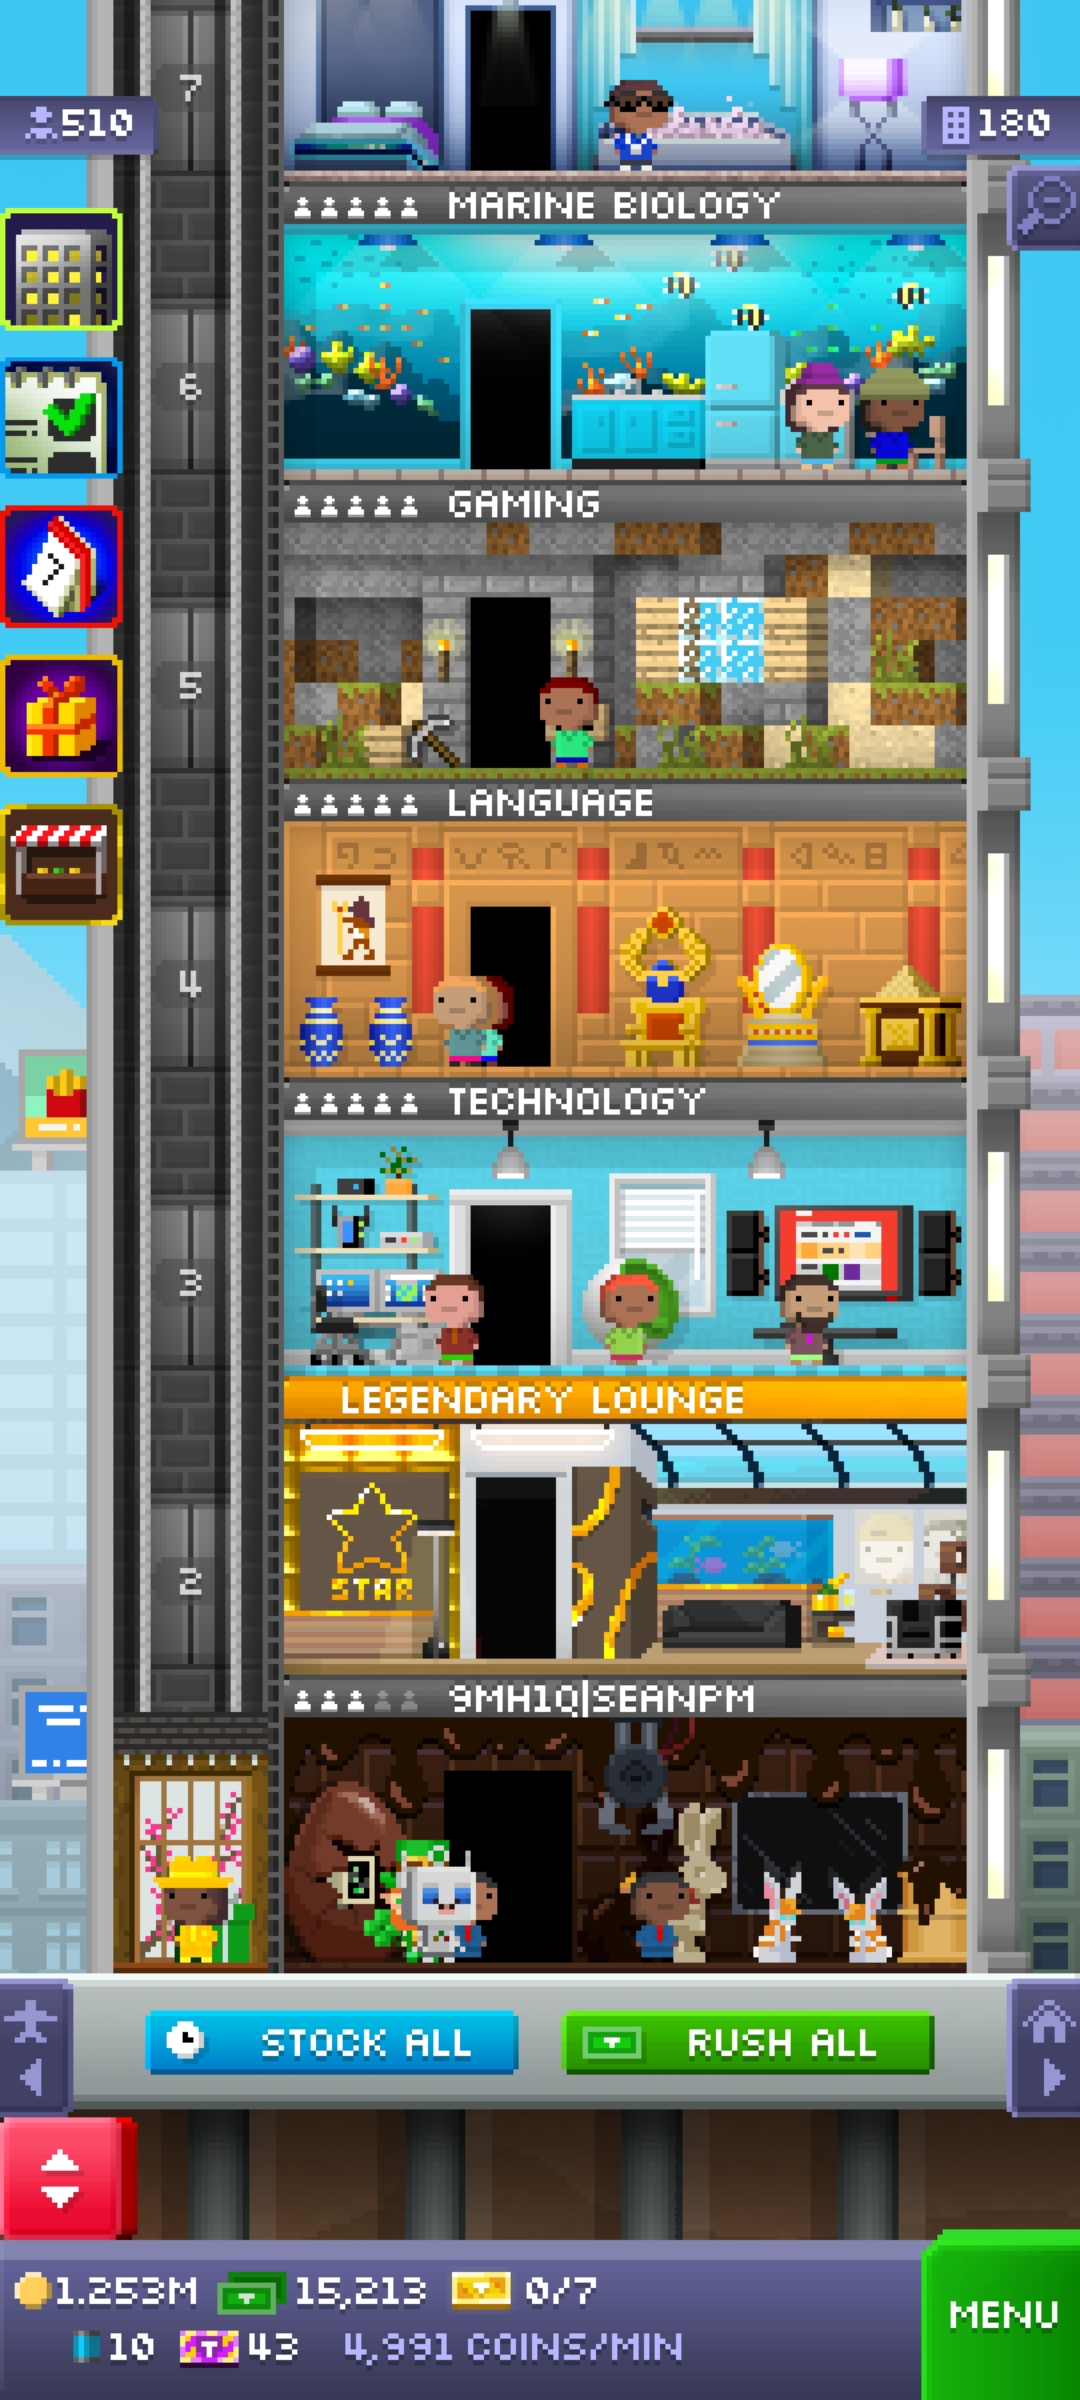 7
510
180
MARINE BIOLOGY
6
GAMING
5
LANGUAGE
4
TECHNOLOGY
3
LEGENDARY LOUNGE
STAR
2
9MH1Q|SEANPM
STOCK ALL
RUSH ALL
1.253M
15,213
0/7
MENU
10
43
4,991 COINS/MIN